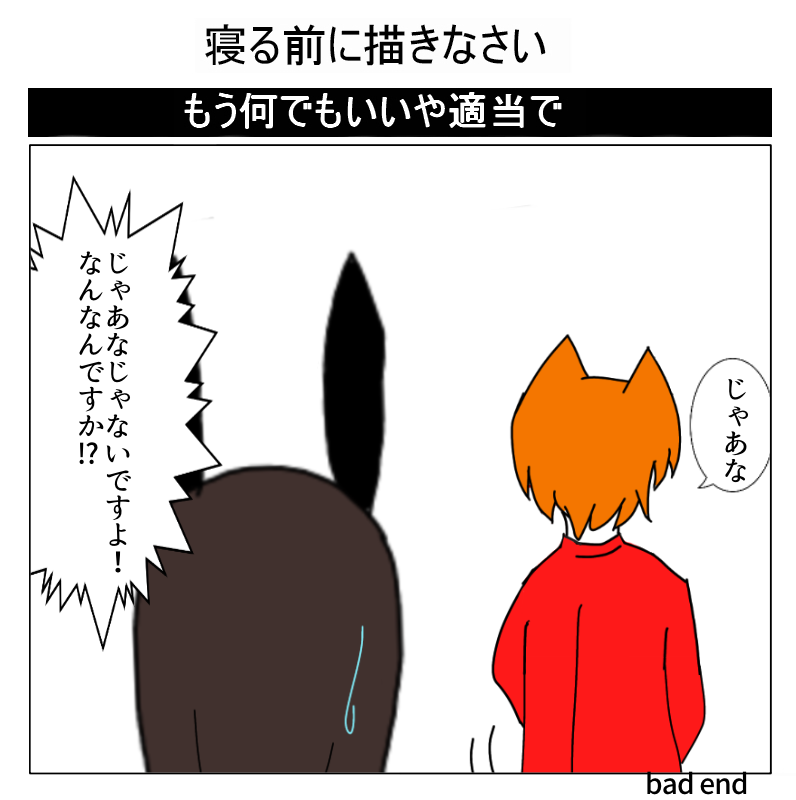 寝る前に描きなさい
もう何でもいいや適当で
じゃあな
じゃあなじゃないですよ！
なんなんですか!?
bad end